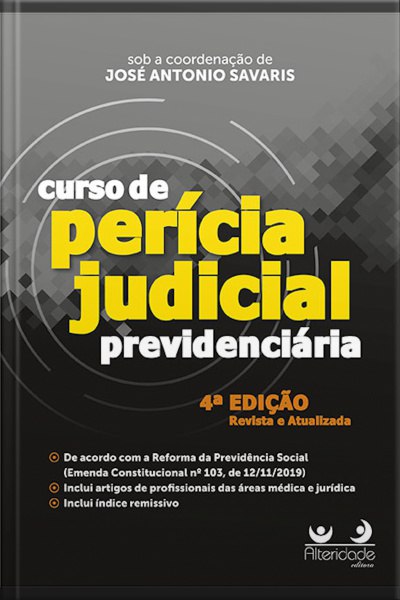 sob a coordenação de
JOSÉ ANTONIO SAVARIS
curso de
perícia
judicial
previdenciária
4ª EDIÇÃO
Revista e Atualizada
De acordo com a Reforma da Previdência Social
(Emenda Constitucional nº 103, de 12/11/2019)
Inclui artigos de profissionais das áreas médica e jurídica
Inclui índice remissivo
Alteridade
editora